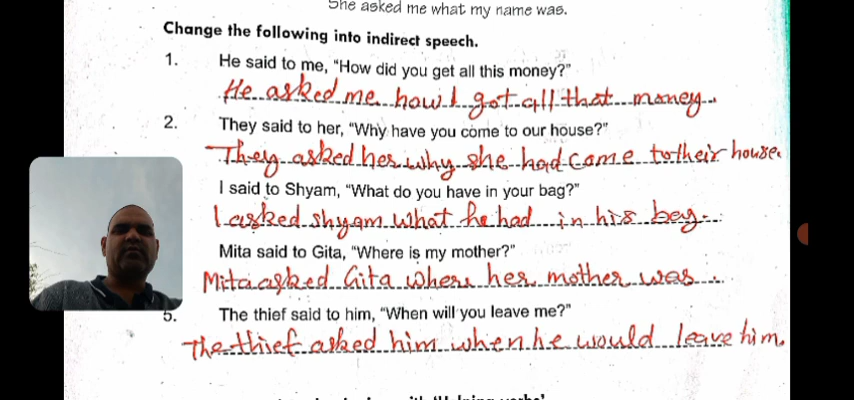 She asked me what my name was.
Change the following into indirect speech.
1. He said to me, "How did you get all this money?"
He asked me how I got all that money.
2. They said to her, "Why have you come to our house?"
They asked her why she had come to their house.
I said to Shyam, "What do you have in your bag?"
I asked shyam what he had in his bag.
Mita said to Gita, "Where is my mother?"
Mita asked Gita where her mother was.
5. The thief said to him, "When will you leave me?"
The thief asked him when he would leave him.